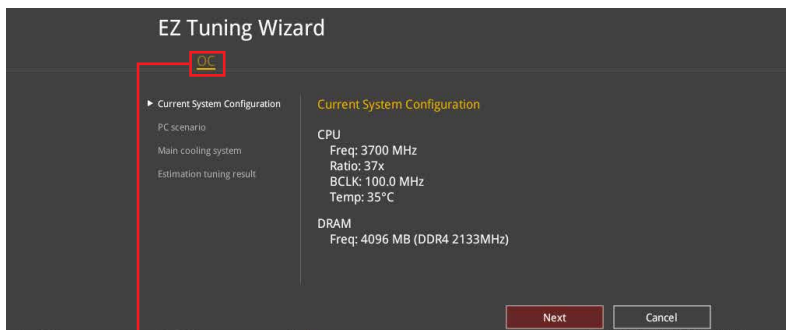 EZ Tuning Wizard
OC
Current System Configuration
PC scenario
Main cooling system
Estimation tuning result
Current System Configuration
CPU
Freq: 3700 MHz
Ratio: 37x
BCLK: 100.0 MHz
Temp: 35°C
DRAM
Freq: 4096 MB (DDR4 2133MHz)
Next
Cancel